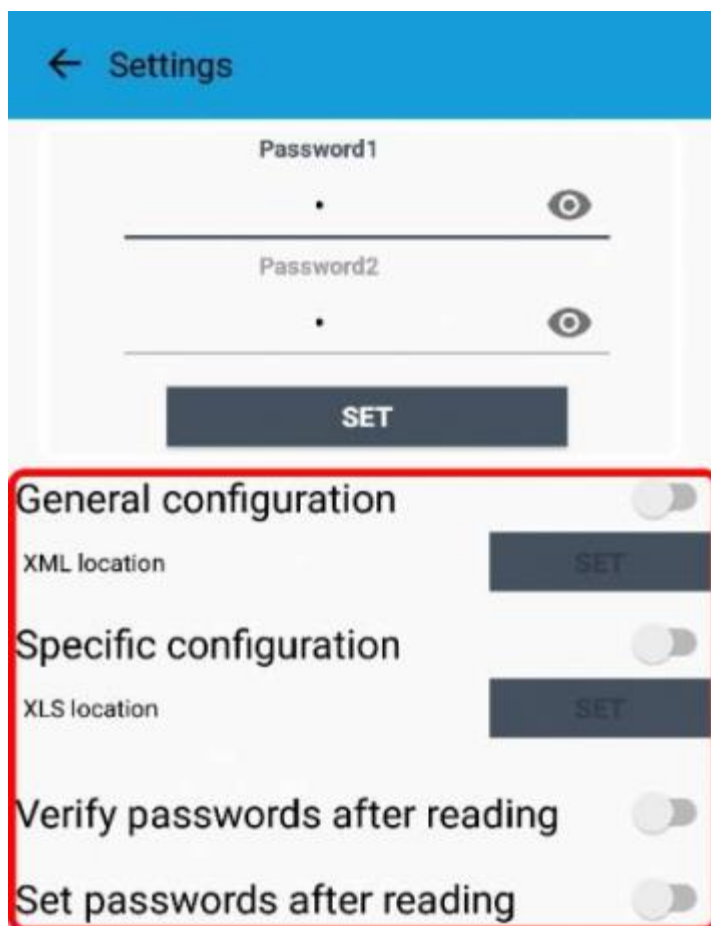 Settings
Password1
Password2
SET
General configuration
XML location
SET
Specific configuration
XLS location
SET
Verify passwords after reading
Set passwords after reading